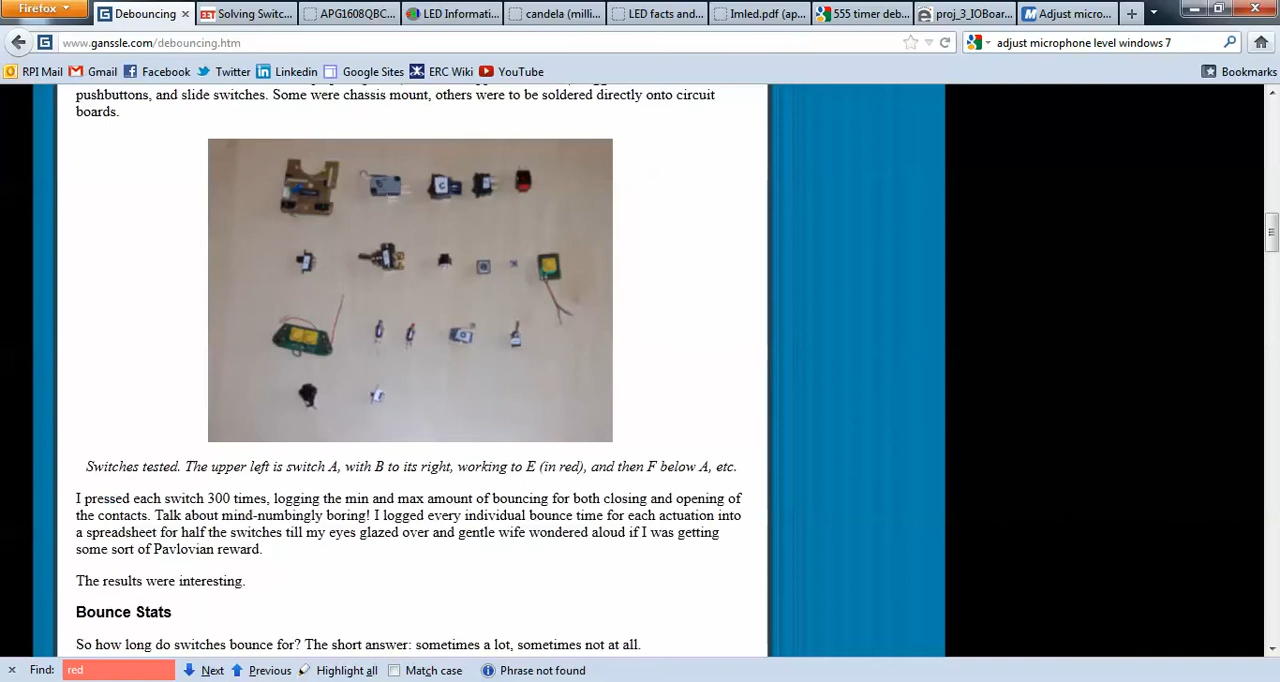 Firefox
Debouncing
Solving Switc...
APG1608QBC...
LED Informati...
candela (milli...
LED facts and...
lmled.pdf (ap...
555 timer deb...
proj_3_IOBoar...
Adjust micro...
www.ganssle.com/debouncing.htm
adjust microphone level windows 7
RPI Mail
Gmail
Facebook
Twitter
Linkedin
Google Sites
ERC Wiki
YouTube
Bookmarks
pushbuttons, and slide switches. Some were chassis mount, others were to be soldered directly onto circuit
boards.
Switches tested. The upper left is switch A, with B to its right, working to E (in red), and then F below A, etc.
I pressed each switch 300 times, logging the min and max amount of bouncing for both closing and opening of
the contacts. Talk about mind-numbingly boring! I logged every individual bounce time for each actuation into
a spreadsheet for half the switches till my eyes glazed over and gentle wife wondered aloud if I was getting
some sort of Pavlovian reward.
The results were interesting.
Bounce Stats
So how long do switches bounce for? The short answer: sometimes a lot, sometimes not at all.
Find:
red
Next
Previous
Highlight all
Match case
Phrase not found